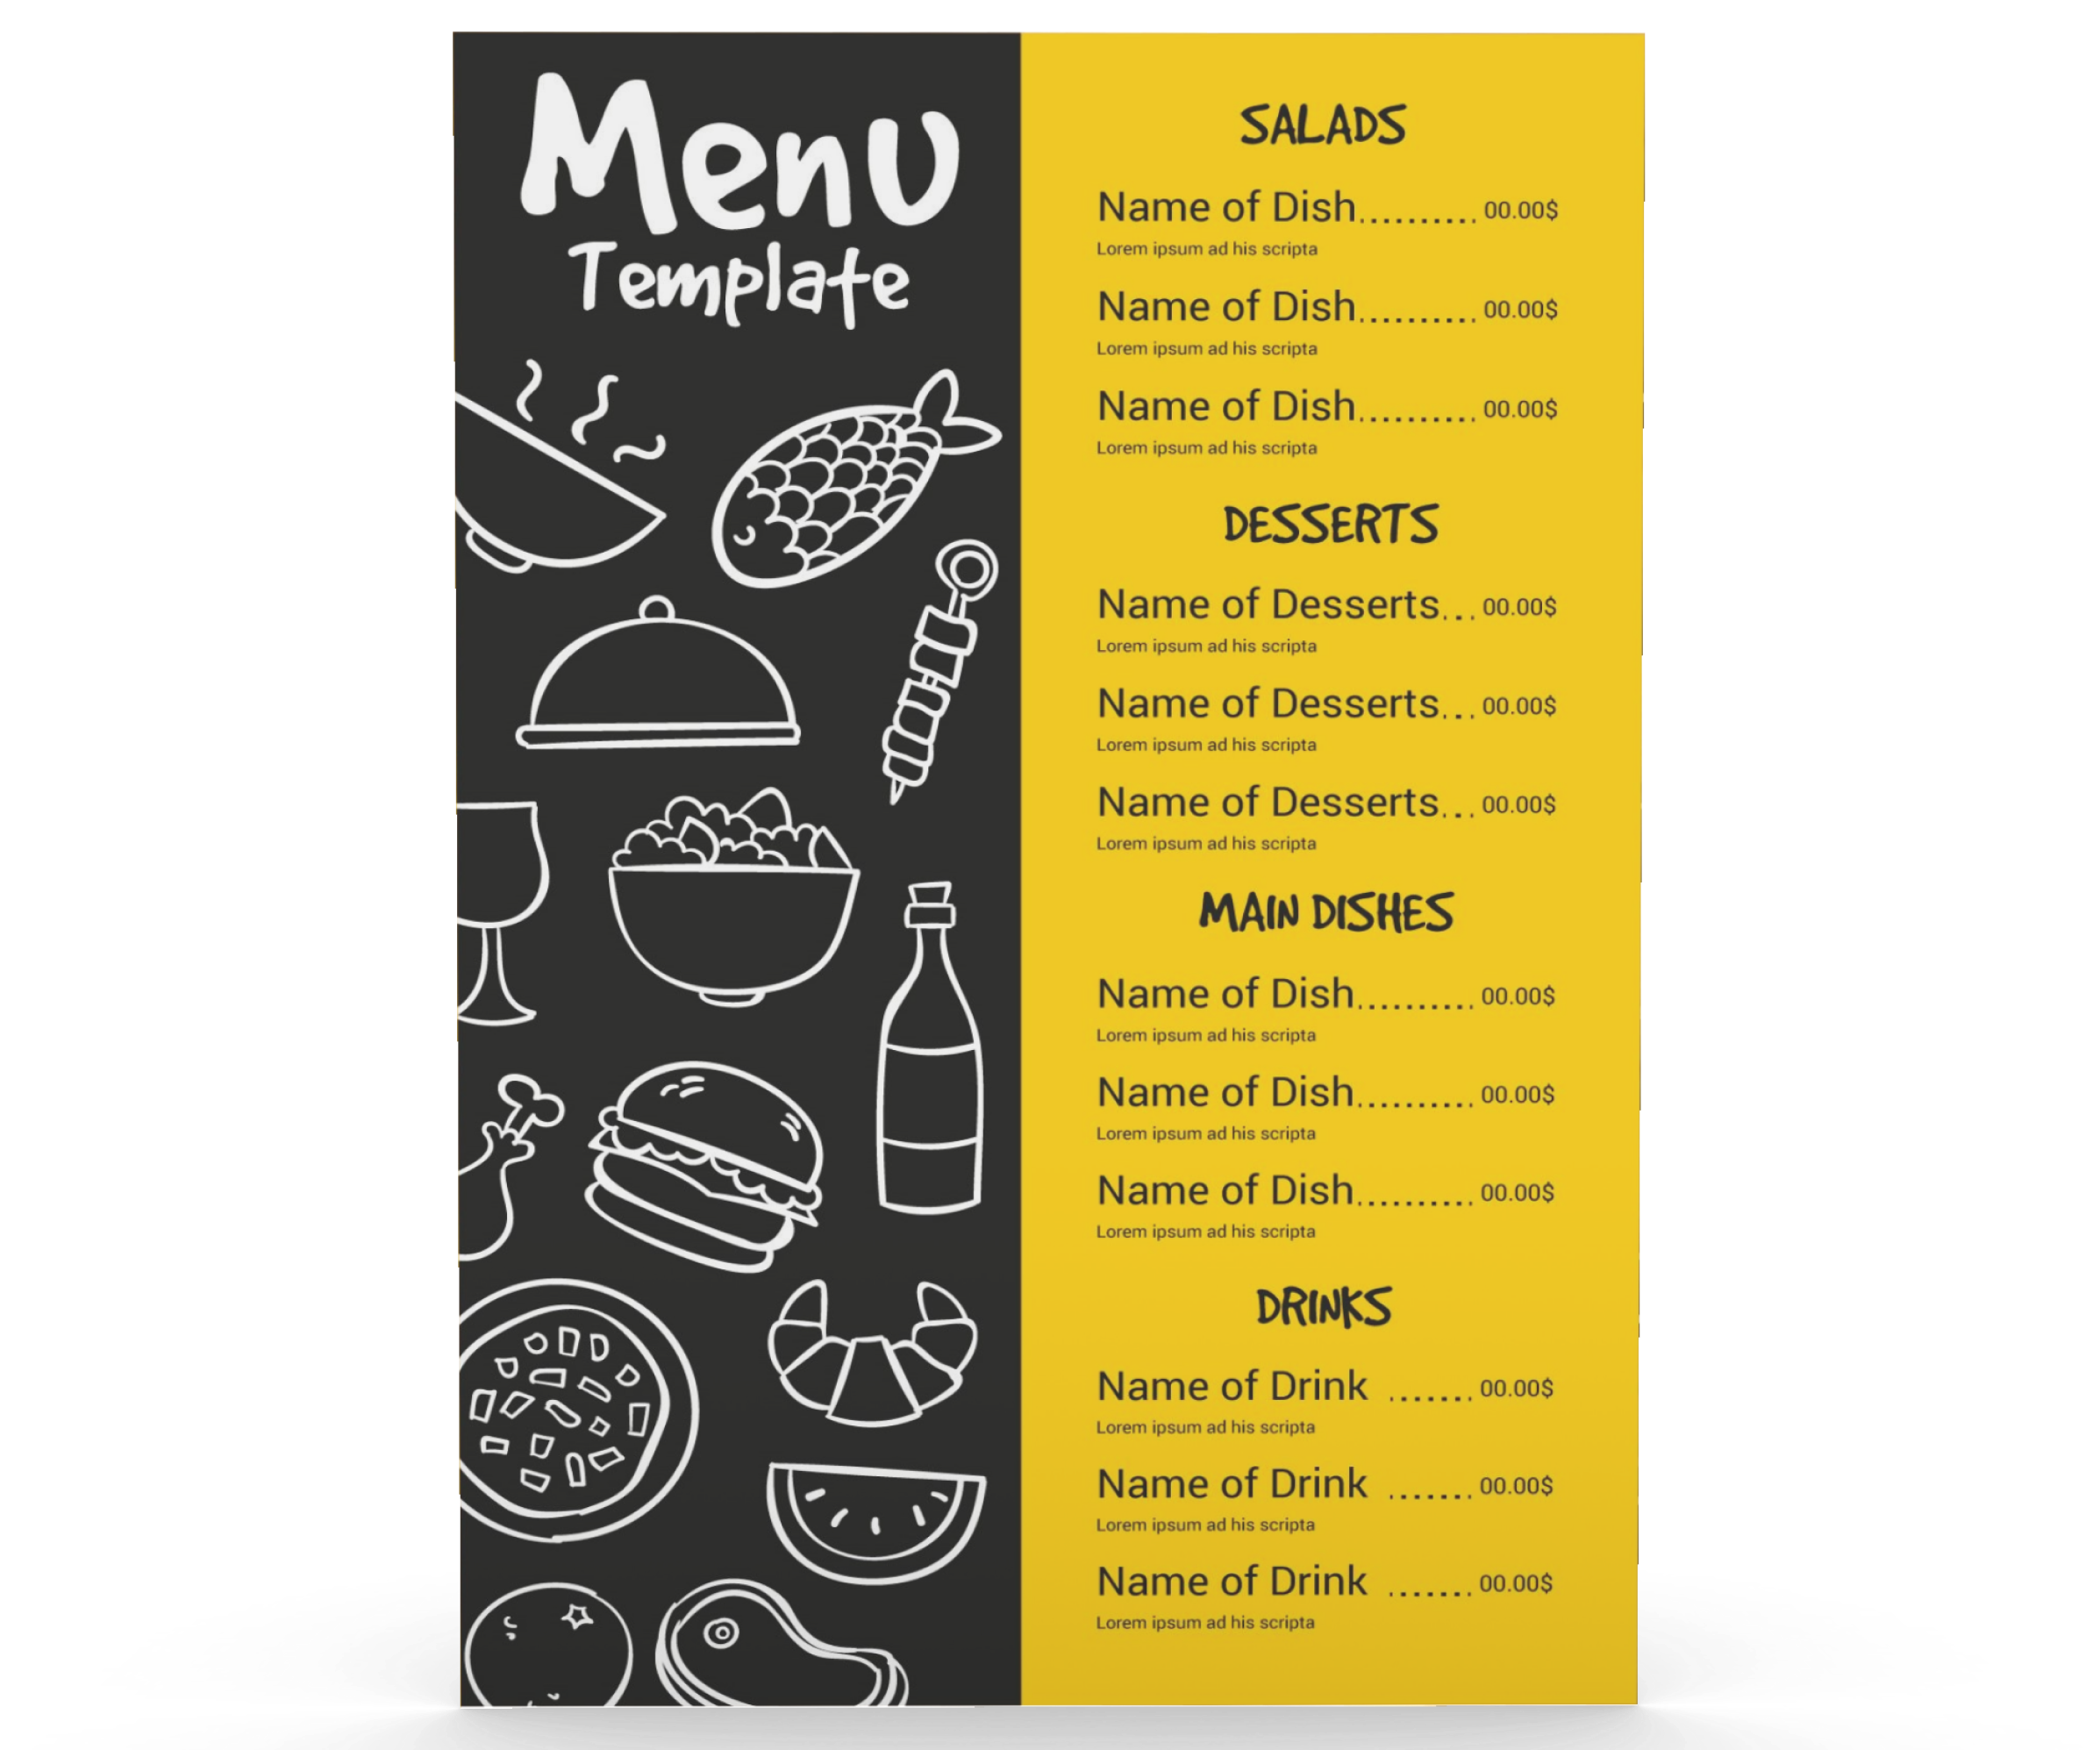 Menu
Template
SALADS
Name of Dish.......... 00.00$
Lorem ipsum ad his scripta
Name of Dish.......... 00.00$
Lorem ipsum ad his scripta
Name of Dish.......... 00.00$
Lorem ipsum ad his scripta
DESSERTS
Name of Desserts... 00.00$
Lorem ipsum ad his scripta
Name of Desserts... 00.00$
Lorem ipsum ad his scripta
Name of Desserts... 00.00$
Lorem ipsum ad his scripta
MAIN DISHES
Name of Dish.......... 00.00$
Lorem ipsum ad his scripta
Name of Dish.......... 00.00$
Lorem ipsum ad his scripta
Name of Dish.......... 00.00$
Lorem ipsum ad his scripta
DRINKS
Name of Drink ....... 00.00$
Lorem ipsum ad his scripta
Name of Drink ....... 00.00$
Lorem ipsum ad his scripta
Name of Drink ....... 00.00$
Lorem ipsum ad his scripta